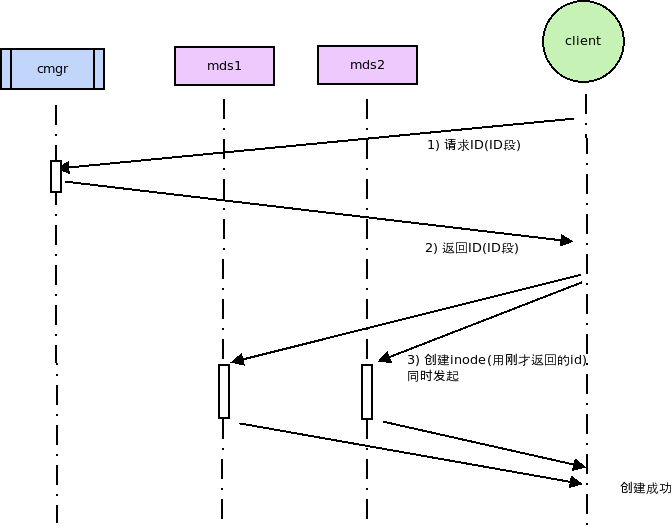 cmgr
mds1
mds2
client
1) 请求ID(ID段)
2) 返回ID(ID段)
3) 创建inode(用刚才返回的id)
同时发起
创建成功